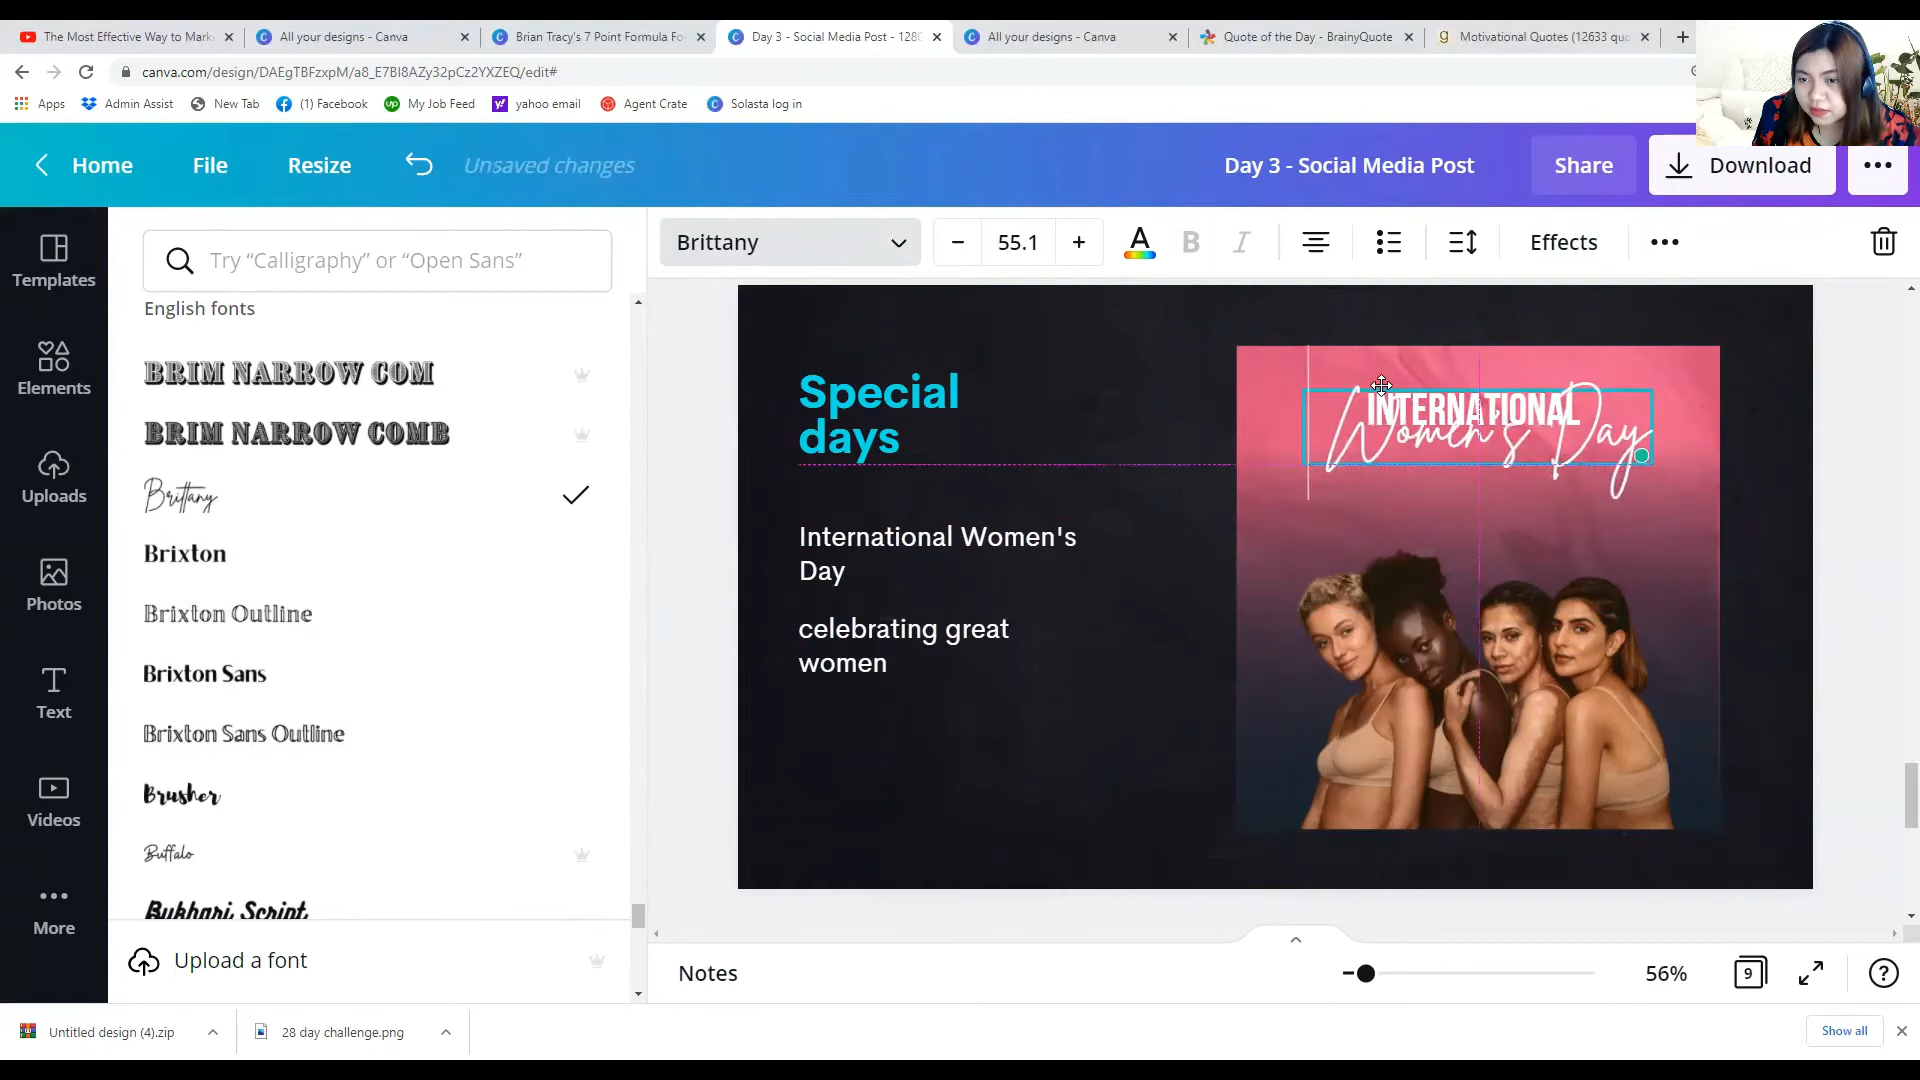 The Most Effective Way to Mark
All your designs - Canva
Brian Tracy's 7 Point Formula Fo
Day 3 - Social Media Post - 1280
All your designs - Canva
Quote of the Day - BrainyQuote
Motivational Quotes (12633 quo
canva.com/design/DAEgTBFzxpM/a8_E7Bl8AZy32pCz2YXZEQ/edit#
Apps
Admin Assist
New Tab
(1) Facebook
My Job Feed
yahoo email
Agent Crate
Solasta log in
Home
File
Resize
Unsaved changes
Day 3 - Social Media Post
Share
Download
Templates
Elements
Uploads
Photos
Text
Videos
More
Try “Calligraphy” or “Open Sans”
English fonts
BRIM NARROW COM
BRIM NARROW COMB
Brittany
Brixton
Brixton Outline
Brixton Sans
Brixton Sans Outline
Brusher
Buffalo
Bukhari Script
Upload a font
Brittany
55.1
A
B
I
Effects
Special
days
International Women's
Day
celebrating great
women
INTERNATIONAL
Women's Day
Notes
56%
9
Untitled design (4).zip
28 day challenge.png
Show all